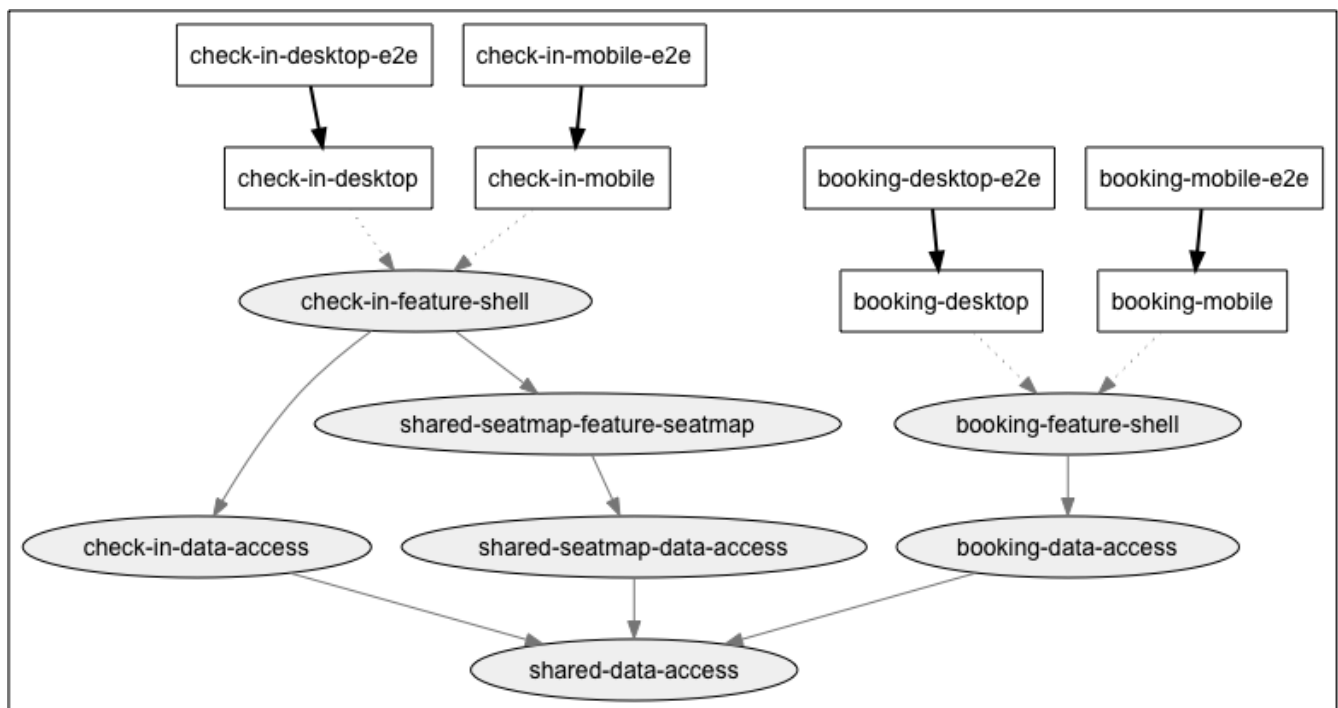 check-in-desktop-e2e
check-in-mobile-e2e
check-in-desktop
check-in-mobile
booking-desktop-e2e
booking-mobile-e2e
check-in-feature-shell
booking-desktop
booking-mobile
shared-seatmap-feature-seatmap
booking-feature-shell
check-in-data-access
shared-seatmap-data-access
booking-data-access
shared-data-access